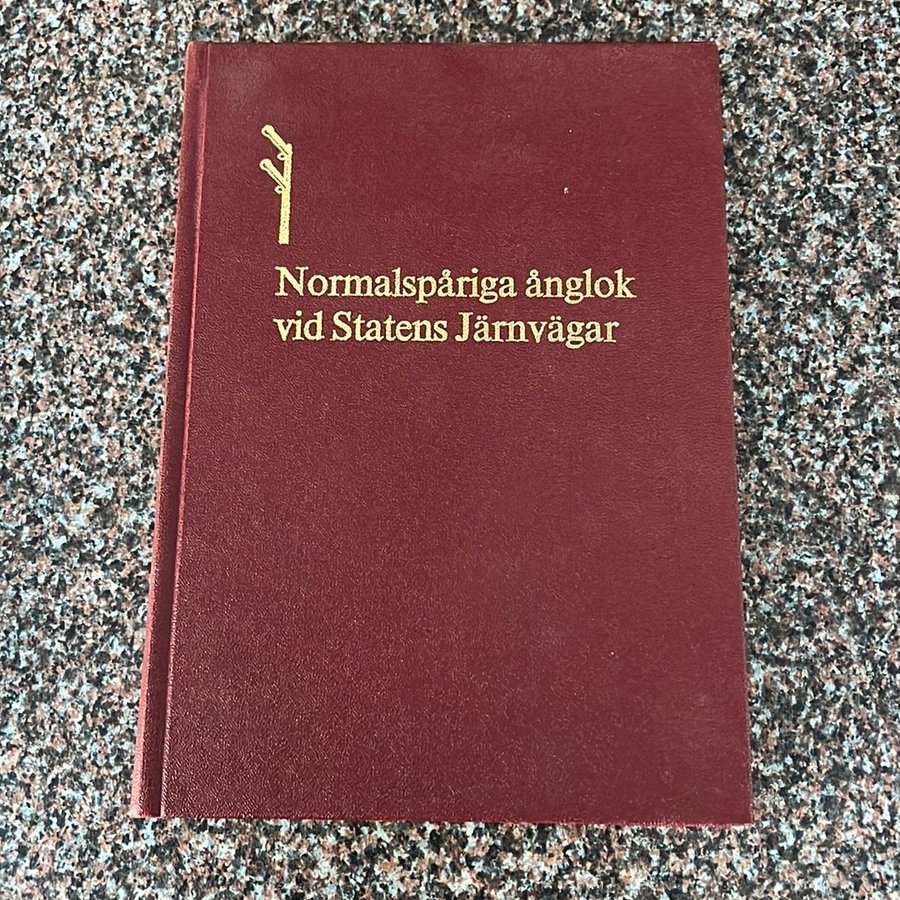 Normalspåriga ånglok
vid Statens Järnvägar